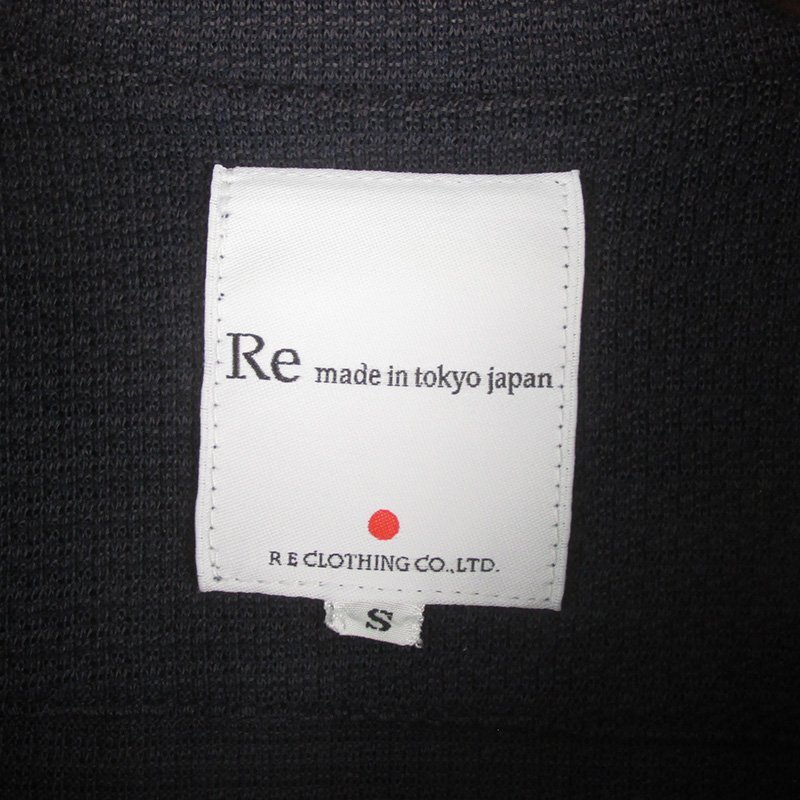 Re made in tokyo japan
R E CLOTHING CO.,LTD.
S